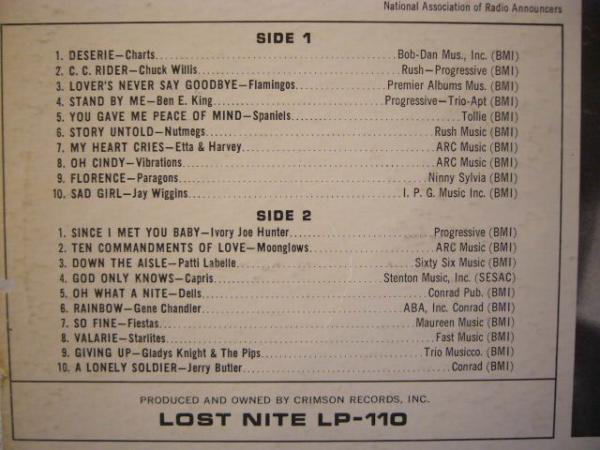 National Association of Radio Announcers
SIDE 1
1. DESERIE—Charts Bob-Dan Mus., Inc. (BMI)
2. C. C. RIDER—Chuck Willis Rush—Progressive (BMI)
3. LOVER'S NEVER SAY GOODBYE—Flamingos Premier Albums Mus. (BMI)
4. STAND BY ME—Ben E. King Progressive—Trio-Apt (BMI)
5. YOU GAVE ME PEACE OF MIND—Spaniels Tollie (BMI)
6. STORY UNTOLD—Nutmegs Rush Music (BMI)
7. MY HEART CRIES—Etta & Harvey ARC Music (BMI)
8. OH CINDY—Vibrations ARC Music (BMI)
9. FLORENCE—Paragons Ninny Sylvia (BMI)
10. SAD GIRL—Jay Wiggins I. P. G. Music Inc. (BMI)
SIDE 2
1. SINCE I MET YOU BABY—Ivory Joe Hunter Progressive (BMI)
2. TEN COMMANDMENTS OF LOVE—Moonglows ARC Music (BMI)
3. DOWN THE AISLE—Patti Labelle Sixty Six Music (BMI)
4. GOD ONLY KNOWS—Capris Stenton Music, Inc. (SESAC)
5. OH WHAT A NITE—Dells Conrad Pub. (BMI)
6. RAINBOW—Gene Chandler ABA, Inc. Conrad (BMI)
7. SO FINE—Fiestas Maureen Music (BMI)
8. VALARIE—Starlites Fast Music (BMI)
9. GIVING UP—Gladys Knight & The Pips Trio Musicco. (BMI)
10. A LONELY SOLDIER—Jerry Butler Conrad (BMI)
PRODUCED AND OWNED BY CRIMSON RECORDS, INC.
LOST NITE LP-110